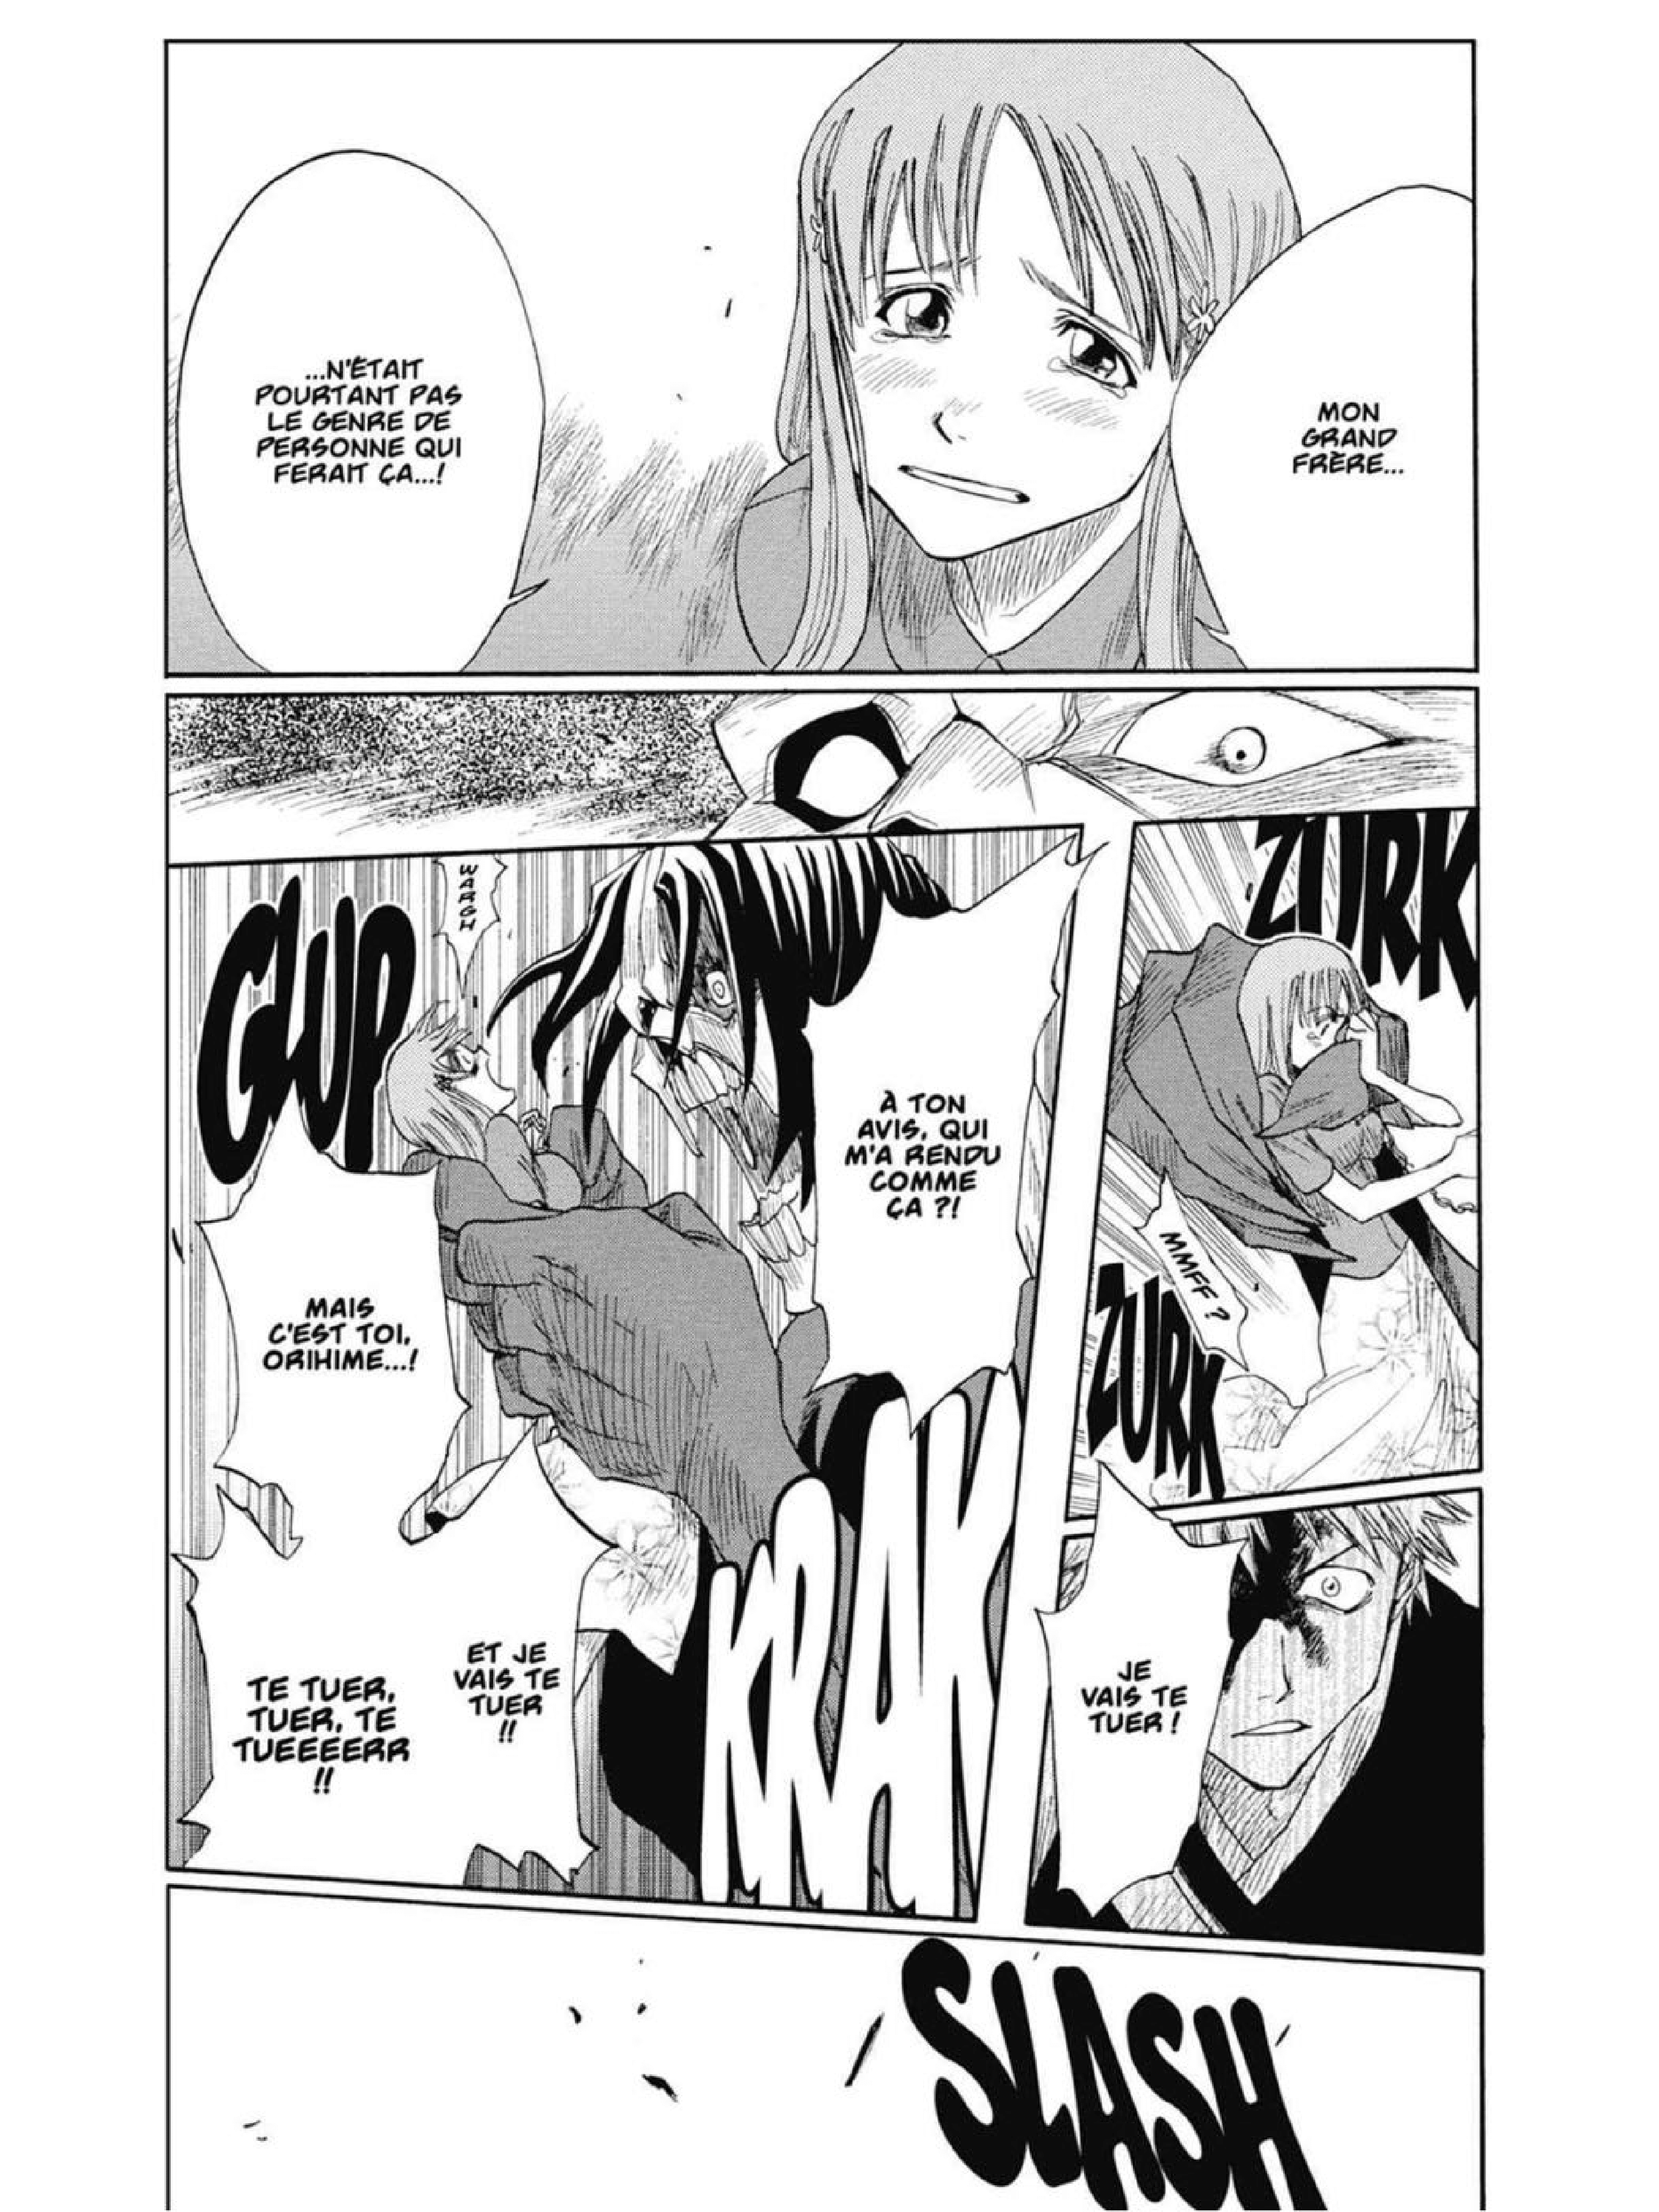 MON
GRAND
FRÈRE...
...N'ÉTAIT
POURTANT PAS
LE GENRE DE
PERSONNE QUI
FERAIT ÇA...!
ZURK
MMFF ?
ZURK
À TON
AVIS, QUI
M'A RENDU
COMME
ÇA ?!
WARGH
GWUP
MAIS
C'EST TOI,
ORIHIME...!
KRAK
JE
VAIS TE
TUER !
ET JE
VAIS TE
TUER
!!
TE TUER,
TUER, TE
TUEEEERR
!!
SLASH